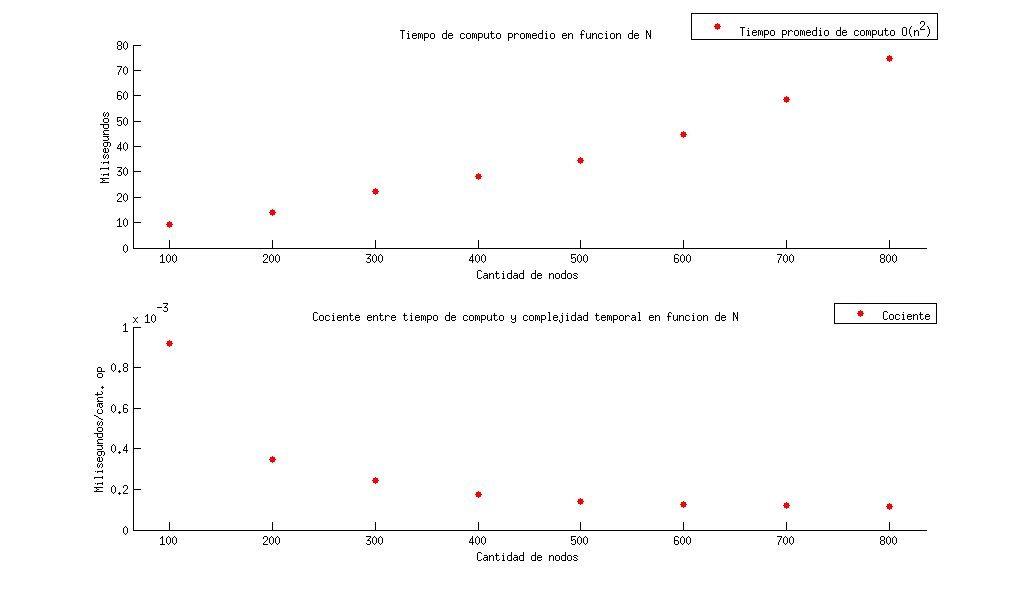 Tiempo de computo promedio en funcion de N
Tiempo promedio de computo O(n^2)
Milisegundos
80
70
60
50
40
30
20
10
0
100 200 300 400 500 600 700 800
Cantidad de nodos
x 10^-3
Cociente entre tiempo de computo y complejidad temporal en funcion de N
Cociente
Milisegundos/cant. op
1
0.8
0.6
0.4
0.2
0
100 200 300 400 500 600 700 800
Cantidad de nodos